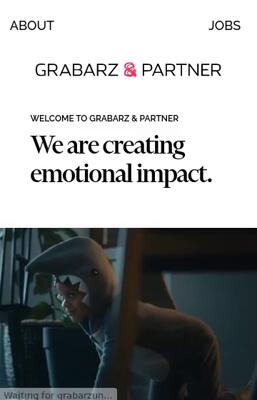 ABOUT
JOBS
GRABARZ & PARTNER
WELCOME TO GRABARZ & PARTNER
We are creating
emotional impact.
Waiting for grabarzun...